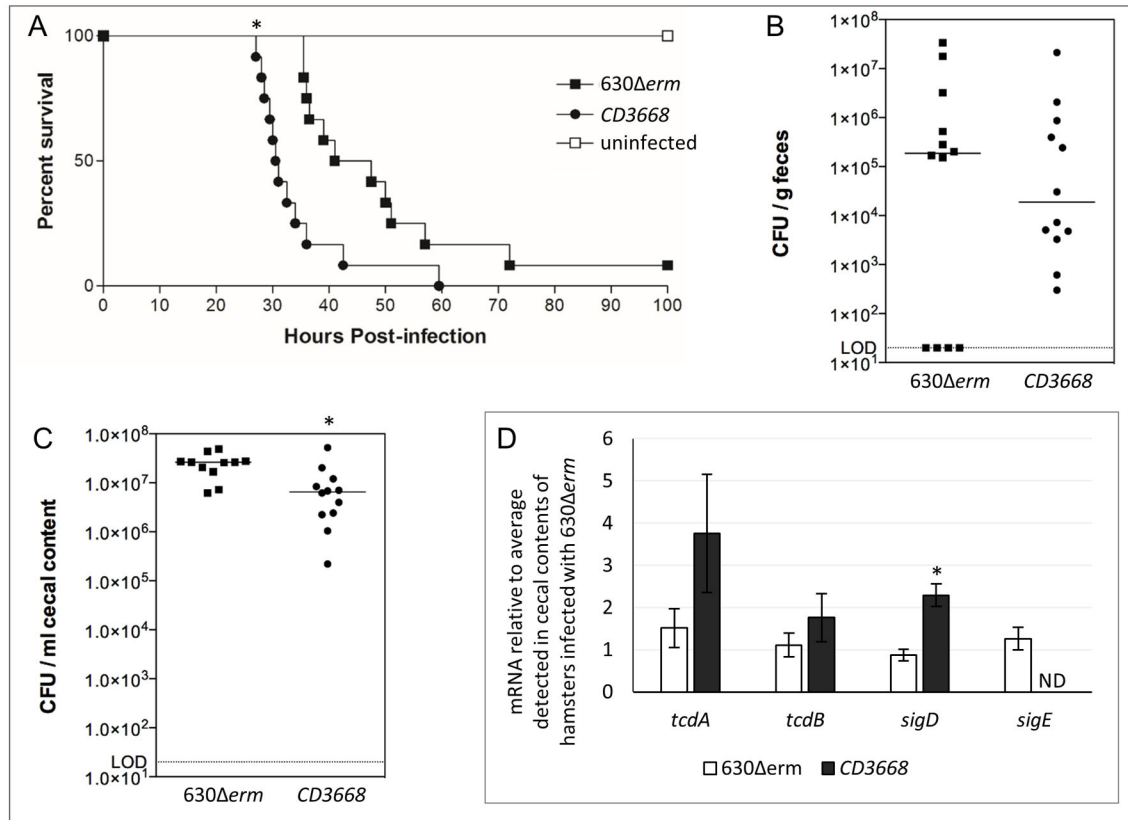 A
*
100
50
0
Percent survival
0 10 20 30 40 50 60 70 80 90 100
Hours Post-infection
630Δerm
CD3668
uninfected
B
1×10⁸
1×10⁷
1×10⁶
1×10⁵
1×10⁴
1×10³
1×10²
LOD
1×10¹
CFU / g feces
630Δerm CD3668
C
*
1.0×10⁸
1.0×10⁷
1.0×10⁶
1.0×10⁵
1.0×10⁴
1.0×10³
1.0×10²
LOD
1.0×10¹
CFU / ml cecal content
630Δerm CD3668
D
mRNA relative to average
detected in cecal contents of
hamsters infected with 630Δerm
6
5
4
3
2
1
0
*
ND
tcdA tcdB sigD sigE
630Δerm CD3668